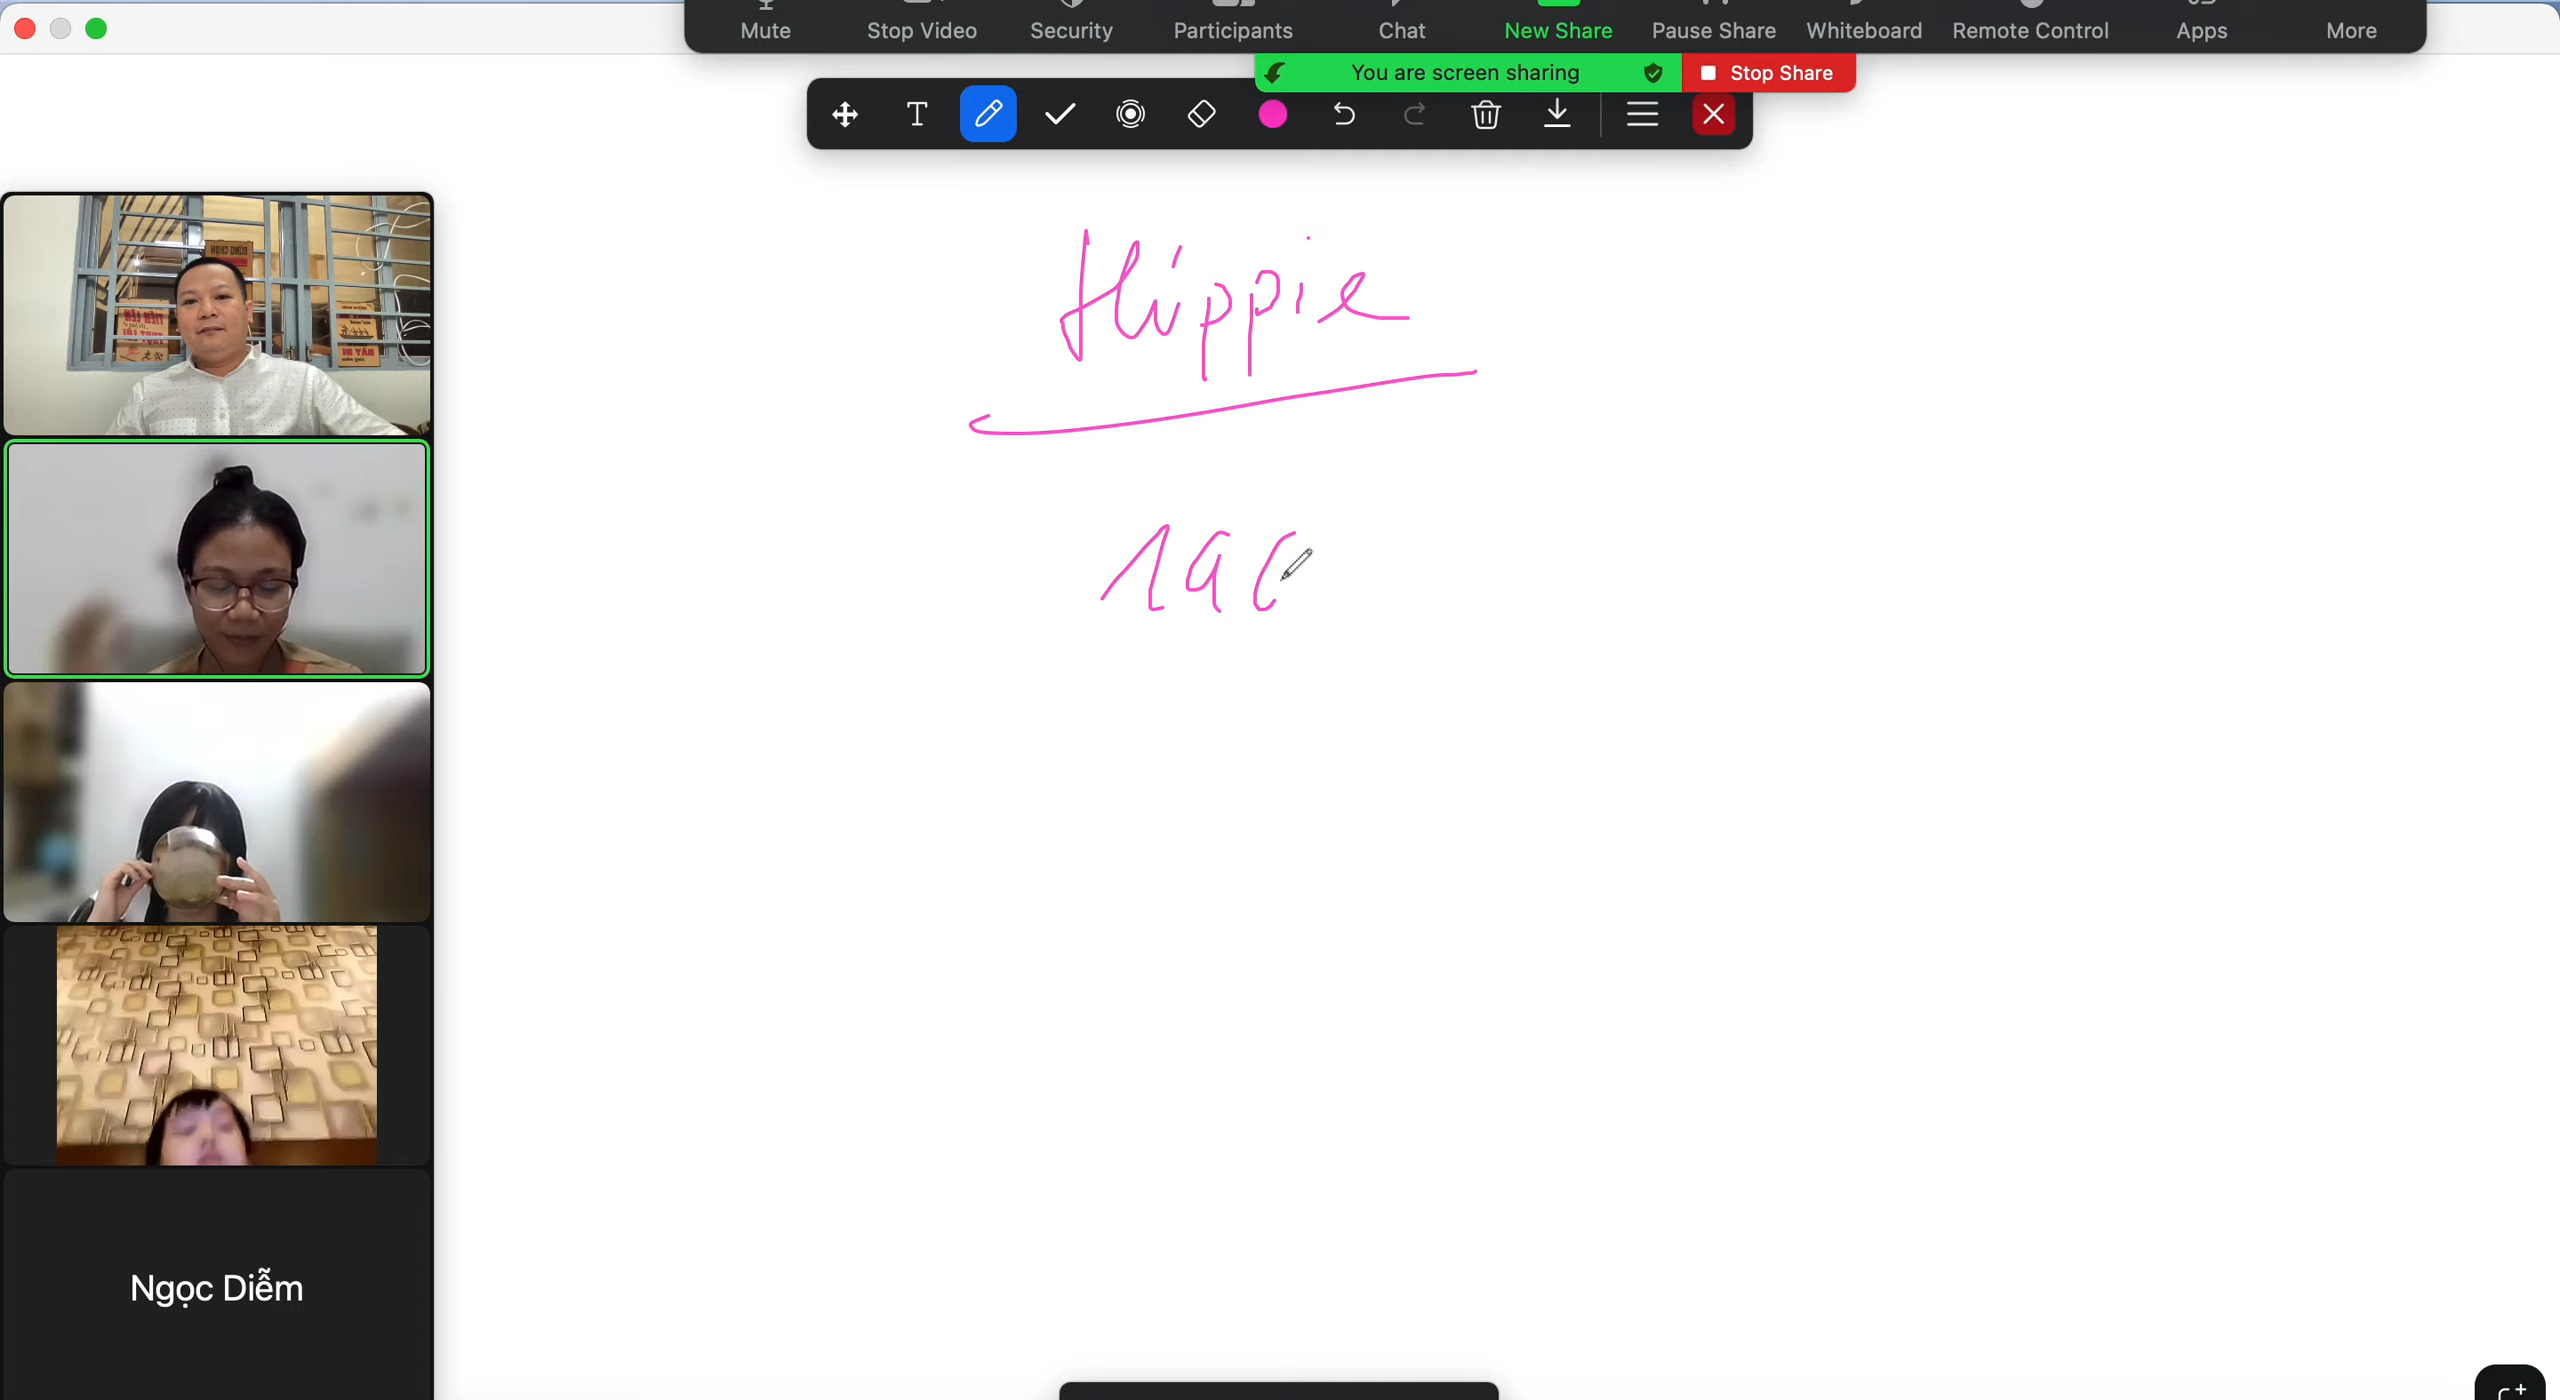 Mute Stop Video Security Participants Chat New Share Pause Share Whiteboard Remote Control Apps More
You are screen sharing Stop Share
T
Hippie
196
Ngọc Diễm